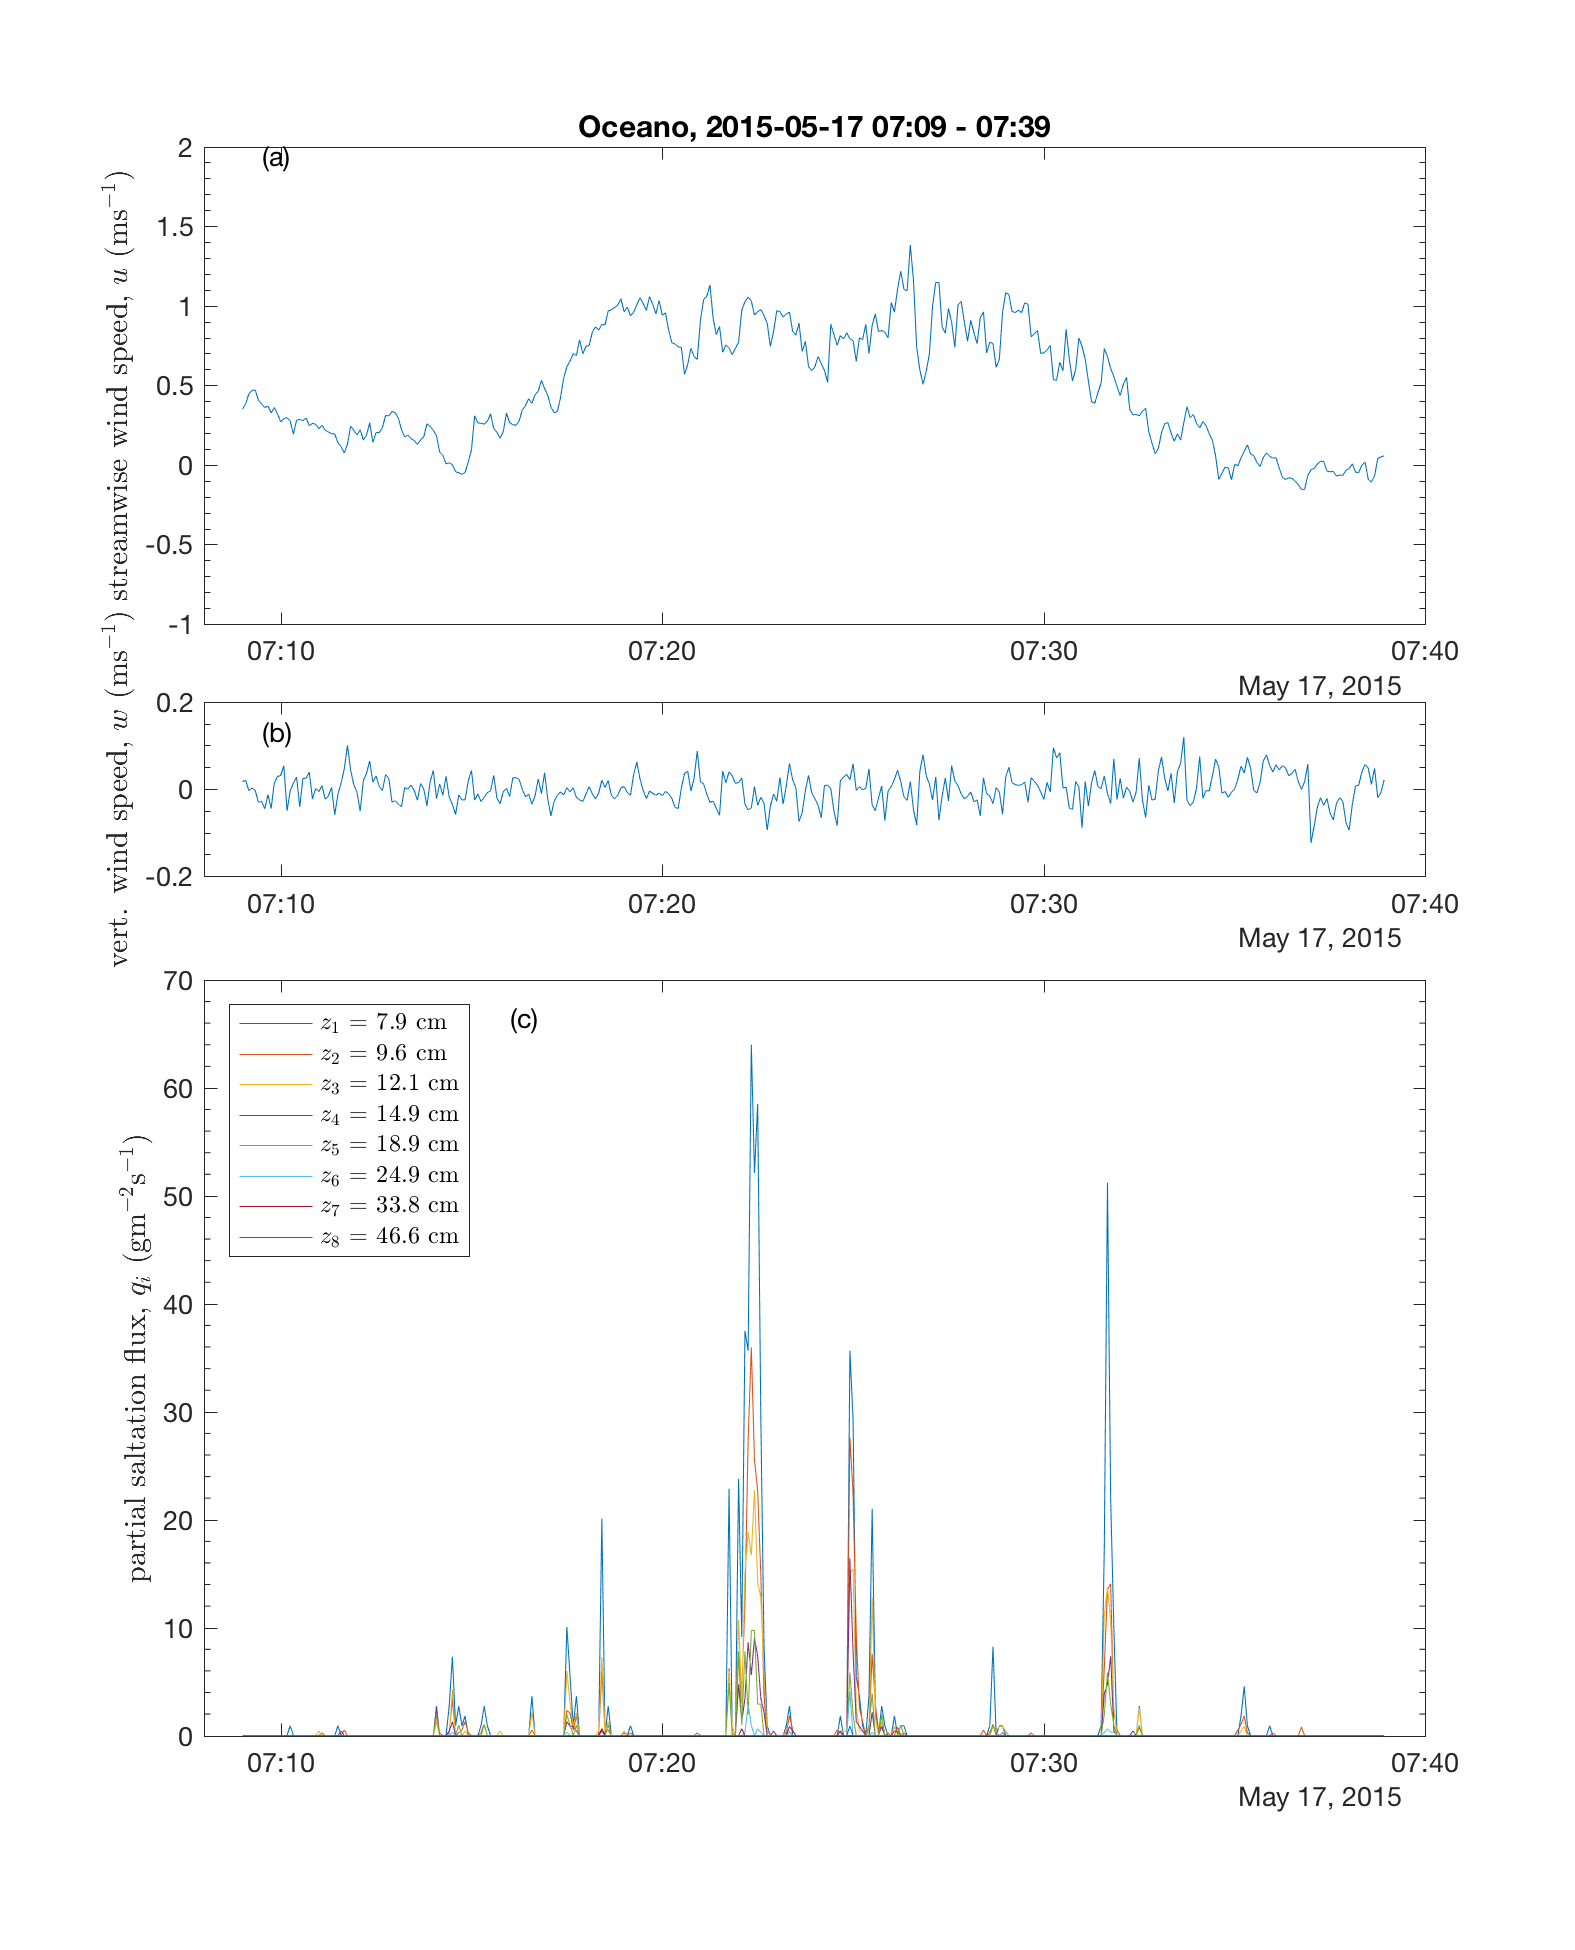 Oceano, 2015-05-17 07:09 - 07:39
(a)
streamwise wind speed, u (ms⁻¹)
2
1.5
1
0.5
0
-0.5
-1
07:10 07:20 07:30 07:40
May 17, 2015
(b)
vert. wind speed, w (ms⁻¹)
0.2
0
-0.2
07:10 07:20 07:30 07:40
May 17, 2015
(c)
partial saltation flux, qᵢ (gm⁻²s⁻¹)
70
60
50
40
30
20
10
0
z₁ = 7.9 cm
z₂ = 9.6 cm
z₃ = 12.1 cm
z₄ = 14.9 cm
z₅ = 18.9 cm
z₆ = 24.9 cm
z₇ = 33.8 cm
z₈ = 46.6 cm
07:10 07:20 07:30 07:40
May 17, 2015